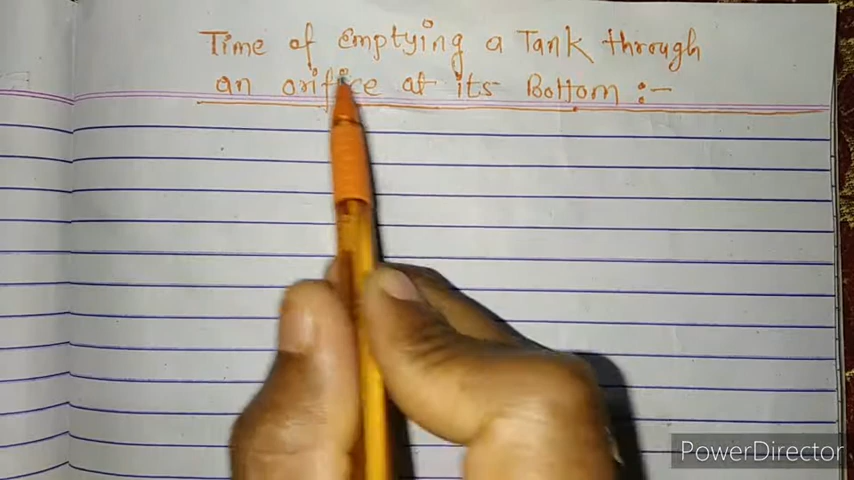 Time of emptying a Tank through
an orifice at its Bottom :-
PowerDirector